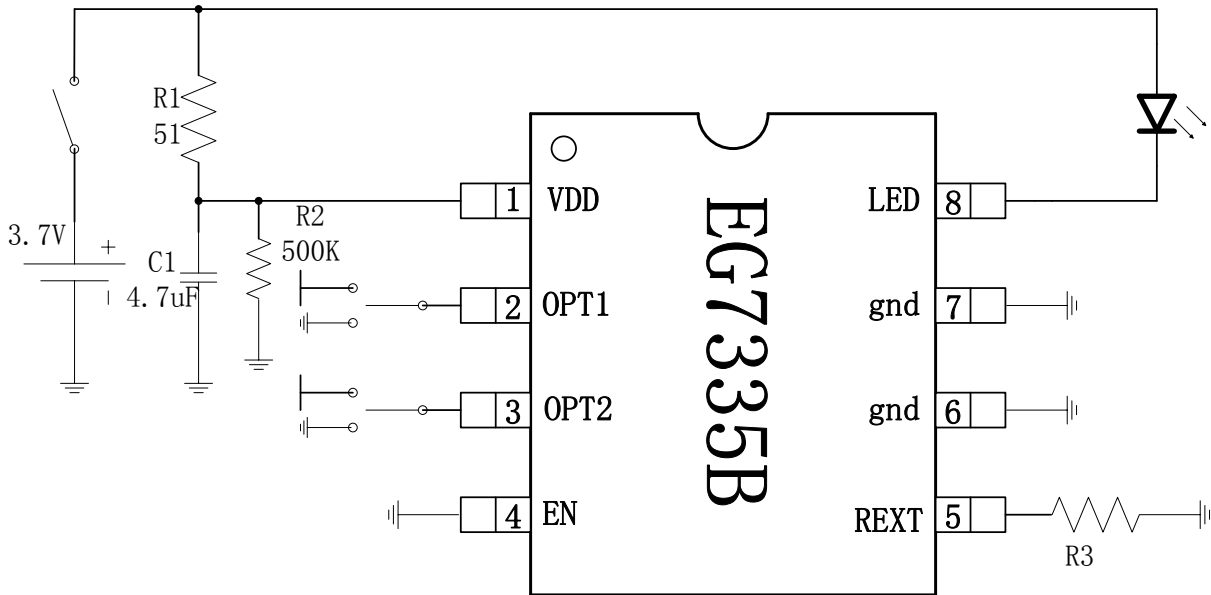 R1
51
3.7V
+
C1
4.7uF
R2
500K
1 VDD
2 OPT1
3 OPT2
4 EN
EG7335B
LED 8
gnd 7
gnd 6
REXT 5
R3